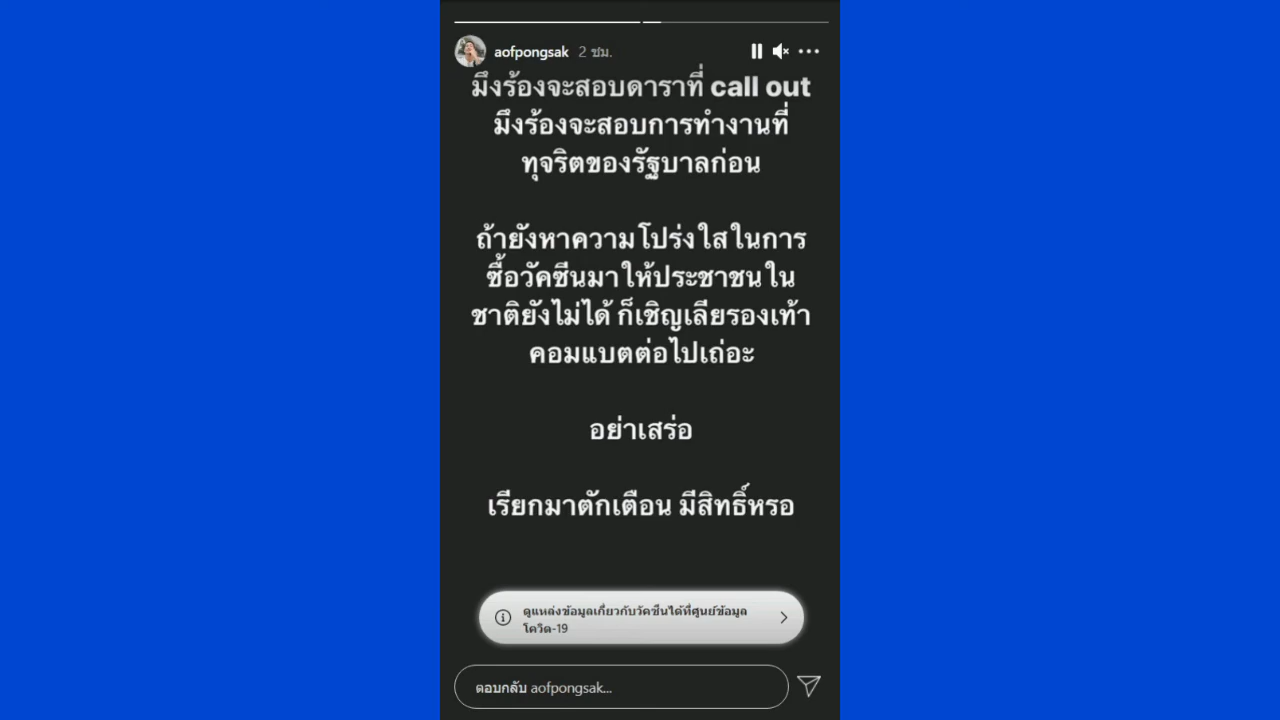 aofpongsak 2 ชม.
มึงร้องจะสอบดาราที่ call out
มึงร้องจะสอบการทำงานที่
ทุจริตของรัฐบาลก่อน
ถ้ายังหาความโปร่งใสในการ
ซื้อวัคซีนมาให้ประชาชนใน
ชาติยังไม่ได้ ก็เชิญเลียรองเท้า
คอมแบตต่อไปเถ่อะ
อย่าเสร่อ
เรียกมาตักเตือน มีสิทธิ์หรอ
ดูแหล่งข้อมูลเกี่ยวกับวัคซีนได้ที่ศูนย์ข้อมูล
โควิด-19
ตอบกลับ aofpongsak...